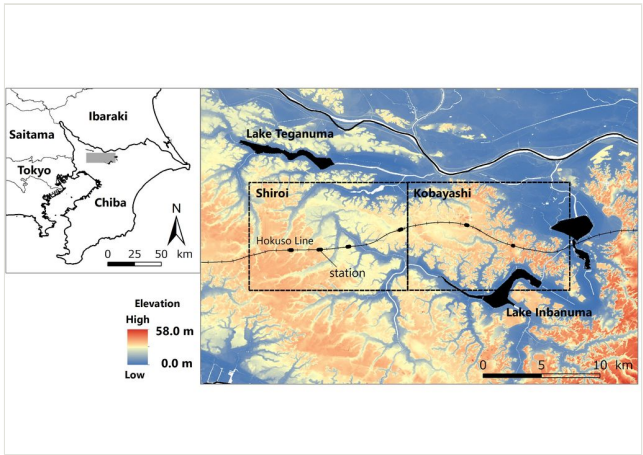 Ibaraki
Saitama
Tokyo
Chiba
N
0 25 50 km
Elevation
High
58.0 m
0.0 m
Low
Lake Teganuma
Shiroi
Kobayashi
Hokuso Line
station
Lake Inbanuma
0 5 10 km